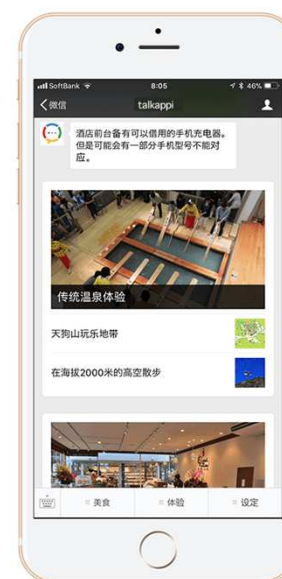 SoftBank 8:05 46%
微信 talkappi
酒店前台备有可以借用的手机充电器。
但是可能会有一部分手机型号不能对
应。
传统温泉体验
天狗山玩乐地带
在海拔2000米的高空散步
美食 体验 设定